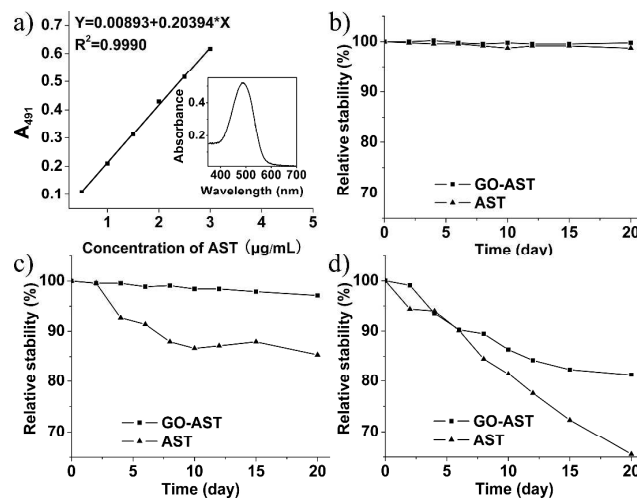 a)
Y=0.00893+0.20394*X
R²=0.9990
A₄₉₁
0.6
0.5
0.4
0.3
0.2
0.1
1 2 3 4 5
Concentration of AST (μg/mL)
Absorbance
0.4
0.2
400 500 600 700
Wavelength (nm)
b)
Relative stability (%)
100
90
80
70
GO-AST
AST
0 5 10 15 20
Time (day)
c)
Relative stability (%)
100
90
80
70
GO-AST
AST
0 5 10 15 20
Time (day)
d)
Relative stability (%)
100
90
80
70
GO-AST
AST
0 5 10 15 20
Time (day)